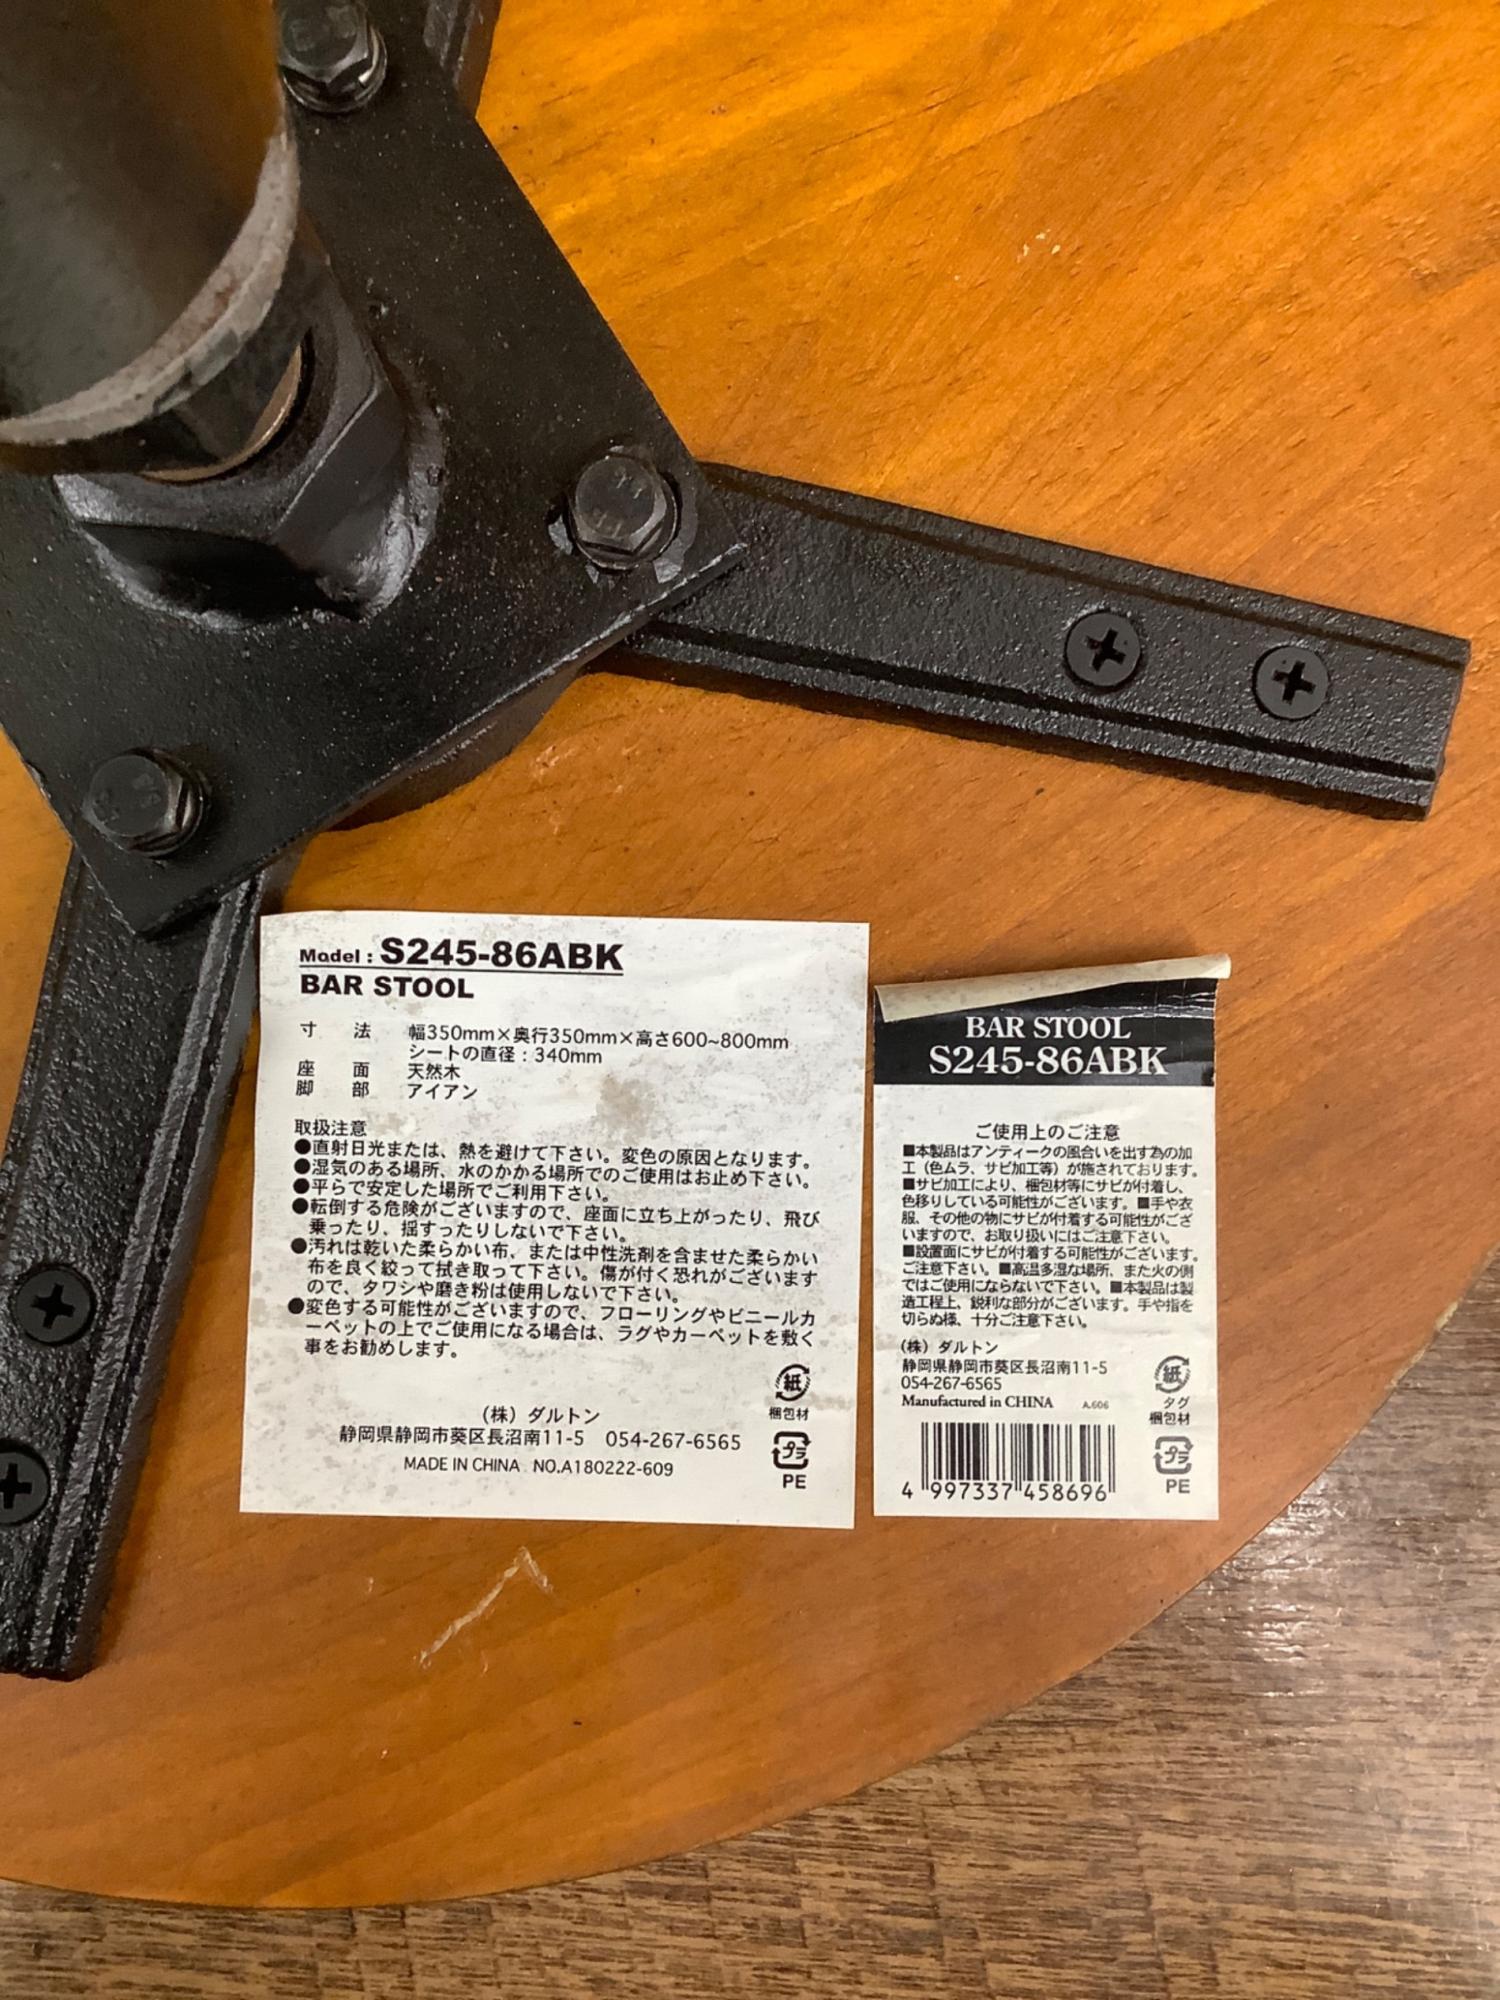 Model : S245-86ABK
BAR STOOL
寸 法 幅350mm×奥行350mm×高さ600~800mm
シートの直径：340mm
座 面 天然木
脚 部 アイアン
取扱注意
●直射日光または、熱を避けて下さい。変色の原因となります。
●湿気のある場所、水のかかる場所でのご使用はお止め下さい。
●平らで安定した場所でご利用下さい。
●転倒する危険がございますので、座面に立ち上がったり、飛び
乗ったり、揺すったりしないで下さい。
●汚れは乾いた柔らかい布、または中性洗剤を含ませた柔らかい
布を良く絞って拭き取って下さい。傷が付く恐れがございます
ので、タワシや磨き粉は使用しないで下さい。
●変色する可能性がございますので、フローリングやビニールカ
ーペットの上でご使用になる場合は、ラグやカーペットを敷く
事をお勧めします。
紙
梱包材
（株）ダルトン
静岡県静岡市葵区長沼南11-5 054-267-6565
MADE IN CHINA NO.A180222-609
プラ
PE
BAR STOOL
S245-86ABK
ご使用上のご注意
■本製品はアンティークの風合いを出す為の加
工（色ムラ、サビ加工等）が施されております。
■サビ加工により、梱包材等にサビが付着し、
色移りしている可能性がございます。■手や衣
服、その他の物にサビが付着する可能性がござ
いますので、お取り扱いにはご注意下さい。
■設置面にサビが付着する可能性がございます。
ご注意下さい。■高温多湿な場所、また火の側
ではご使用にならないで下さい。■本製品は製
造工程上、鋭利な部分がございます。手や指を
切らぬ様、十分ご注意下さい。
（株）ダルトン
静岡県静岡市葵区長沼南11-5
054-267-6565
Manufactured in CHINA A.606
紙
タグ
梱包材
プラ
PE
4 997337 458696